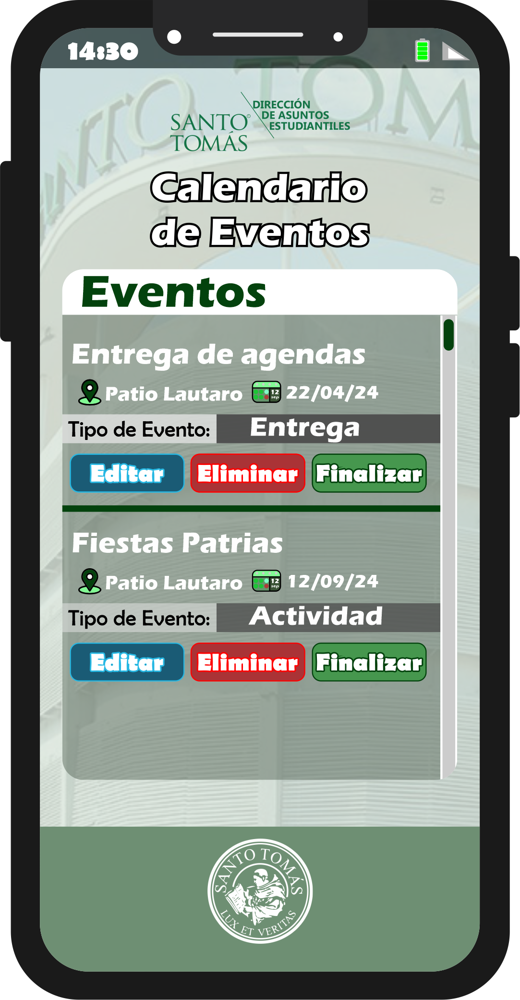 14:30
ANTO TOM
SANTO
TOMÁS
DIRECCIÓN
DE ASUNTOS
ESTUDIANTILES
Calendario
de Eventos
Eventos
Entrega de agendas
Patio Lautaro 12 sep 22/04/24
Tipo de Evento: Entrega
Editar Eliminar Finalizar
Fiestas Patrias
Patio Lautaro 12 sep 12/09/24
Tipo de Evento: Actividad
Editar Eliminar Finalizar
SANTO TOMÁS
LUX ET VERITAS